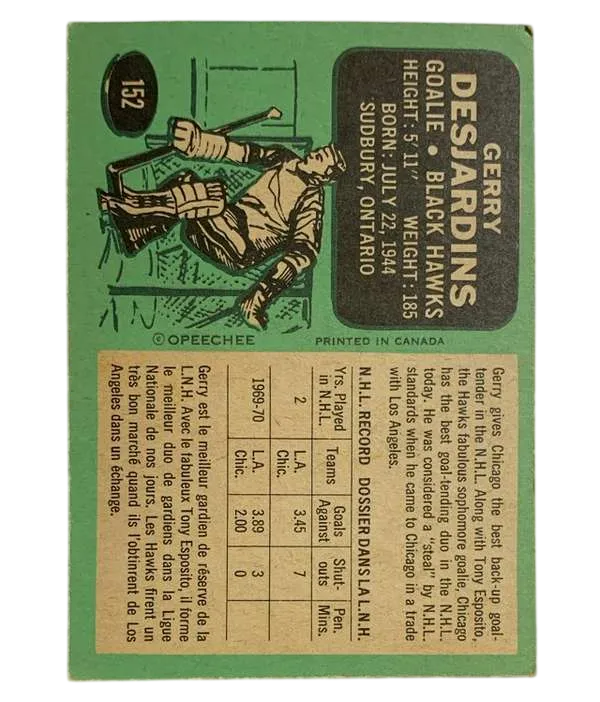 GERRY
DESJARDINS
GOALIE • BLACK HAWKS
HEIGHT: 5' 11" WEIGHT: 185
BORN: JULY 22, 1944
SUDBURY, ONTARIO
152
© OPEECHEE
PRINTED IN CANADA
Gerry gives Chicago the best back-up goal-
tender in the N.H.L. Along with Tony Esposito,
the Hawks fabulous sophomore goalie, Chicago
has the best goal-tending duo in the N.H.L.
today. He was considered a "steal" by N.H.L.
standards when he came to Chicago in a trade
with Los Angeles.
N.H.L. RECORD DOSSIER DANS LA L.N.H.
Yrs. Played in N.H.L. Teams Goals Against Shut-outs Pen. Mins.
2 L.A. 3.45 7
Chic.
1969-70 L.A. 3.89 3
Chic. 2.00 0
Gerry est le meilleur gardien de réserve de la
L.N.H. Avec le fabuleux Tony Esposito, il forme
le meilleur duo de gardiens dans la Ligue
Nationale de nos jours. Les Hawks firent un
très bon marché quand ils l'obtinrent de Los
Angeles dans un échange.